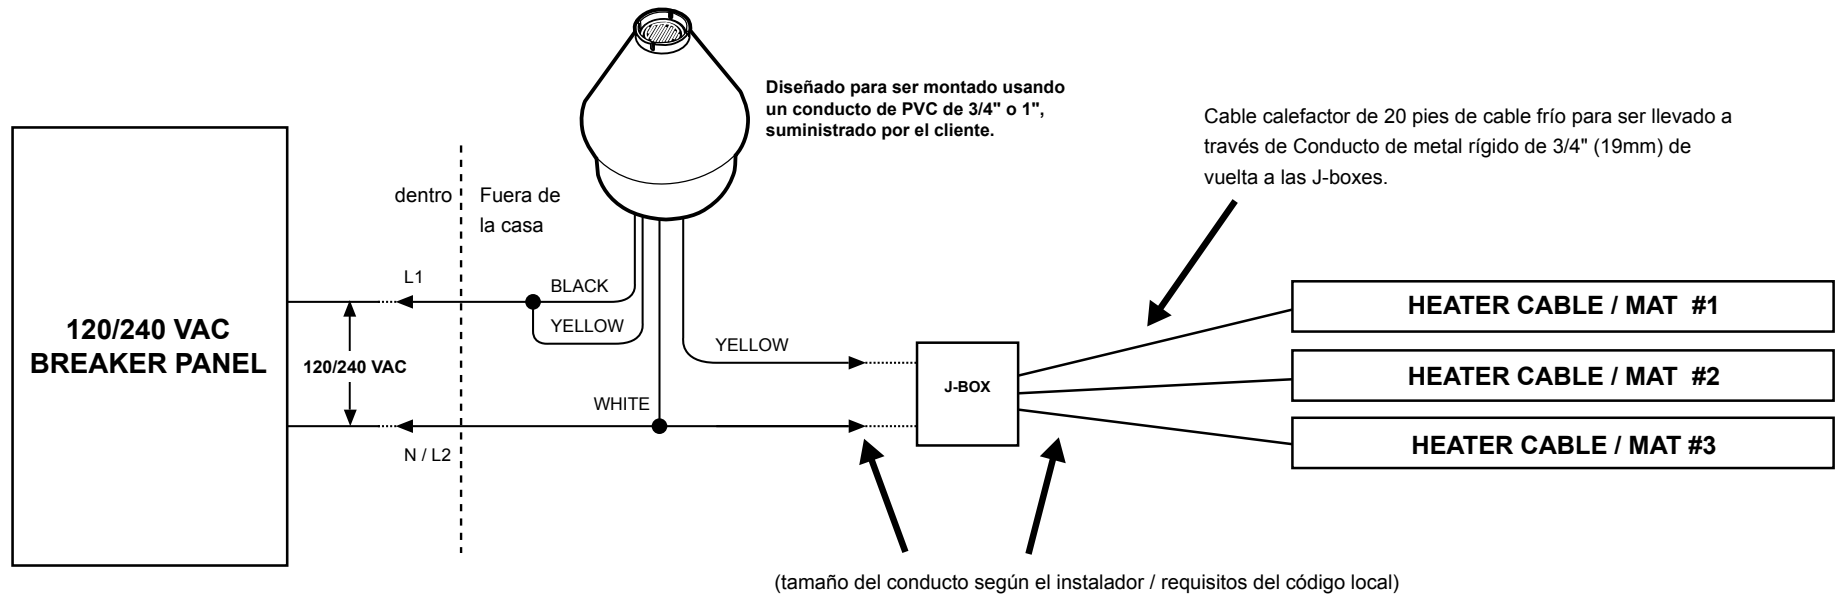 Diseñado para ser montado usando
un conducto de PVC de 3/4" o 1",
suministrado por el cliente.
Cable calefactor de 20 pies de cable frío para ser llevado a
través de Conducto de metal rígido de 3/4" (19mm) de
vuelta a las J-boxes.
dentro
Fuera de
la casa
L1
BLACK
YELLOW
YELLOW
WHITE
N / L2
120/240 VAC
BREAKER PANEL
120/240 VAC
J-BOX
HEATER CABLE / MAT #1
HEATER CABLE / MAT #2
HEATER CABLE / MAT #3
(tamaño del conducto según el instalador / requisitos del código local)